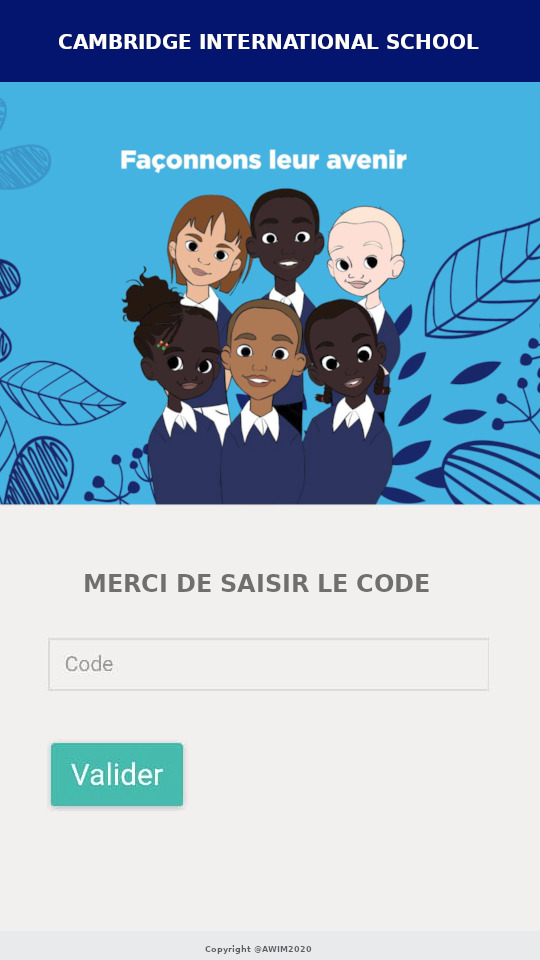 CAMBRIDGE INTERNATIONAL SCHOOL
Façonnons leur avenir
MERCI DE SAISIR LE CODE
Code
Valider
Copyright @AWIM2020